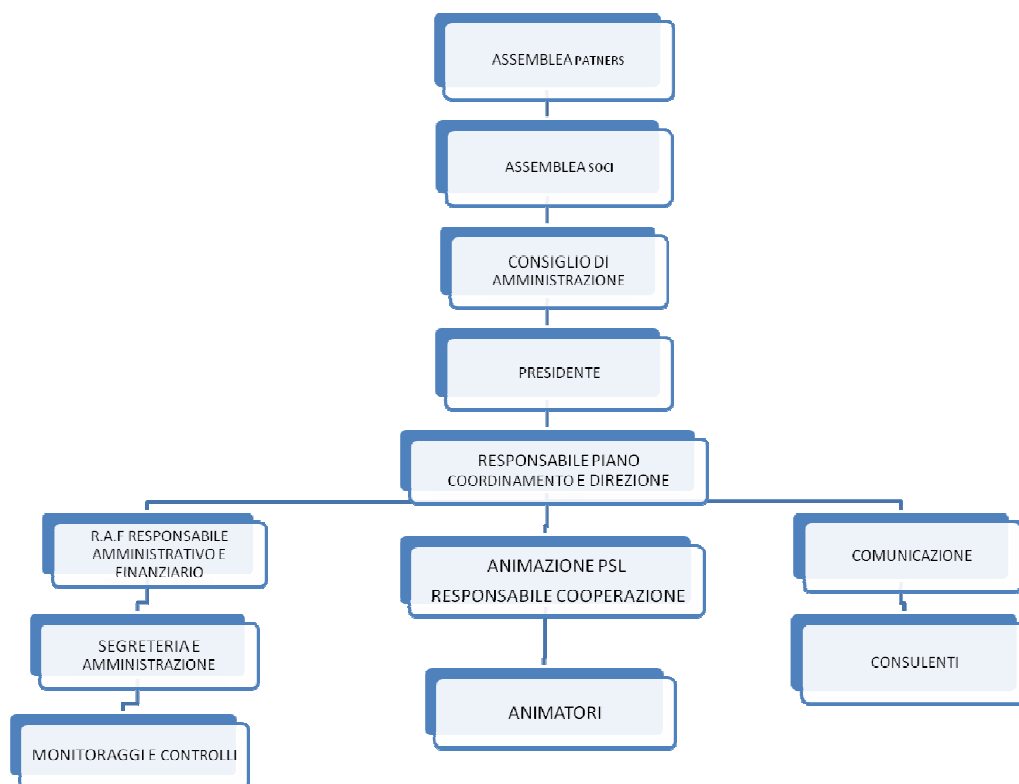 ASSEMBLEA PATNERS
ASSEMBLEA SOCI
CONSIGLIO DI
AMMINISTRAZIONE
PRESIDENTE
RESPONSABILE PIANO
COORDINAMENTO E DIREZIONE
R.A.F RESPONSABILE
AMMINISTRATIVO E
FINANZIARIO
ANIMAZIONE PSL
RESPONSABILE COOPERAZIONE
COMUNICAZIONE
SEGRETERIA E
AMMINISTRAZIONE
CONSULENTI
ANIMATORI
MONITORAGGI E CONTROLLI